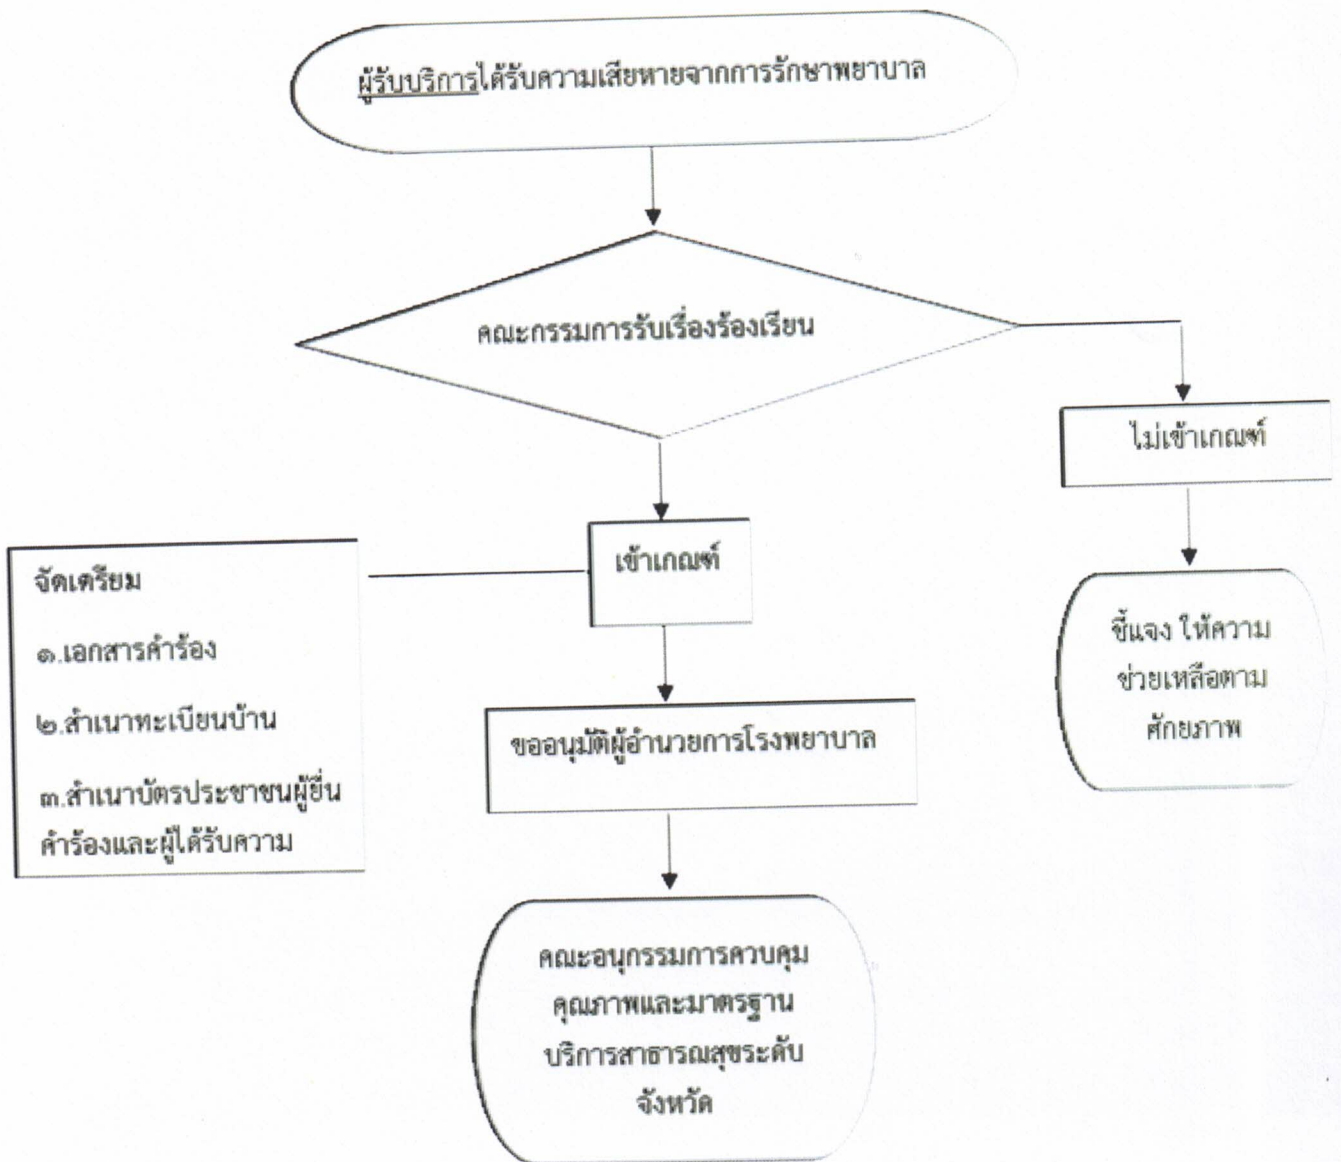 ผู้รับบริการได้รับความเสียหายจากการรักษาพยาบาล
คณะกรรมการรับเรื่องร้องเรียน
ไม่เข้าเกณฑ์
เข้าเกณฑ์
จัดเตรียม
๑.เอกสารคำร้อง
๒.สำเนาทะเบียนบ้าน
๓.สำเนาบัตรประชาชนผู้ยื่น
คำร้องและผู้ได้รับความ
ชี้แจง ให้ความ
ช่วยเหลือตาม
ศักยภาพ
ขออนุมัติผู้อำนวยการโรงพยาบาล
คณะอนุกรรมการควบคุม
คุณภาพและมาตรฐาน
บริการสาธารณสุขระดับ
จังหวัด